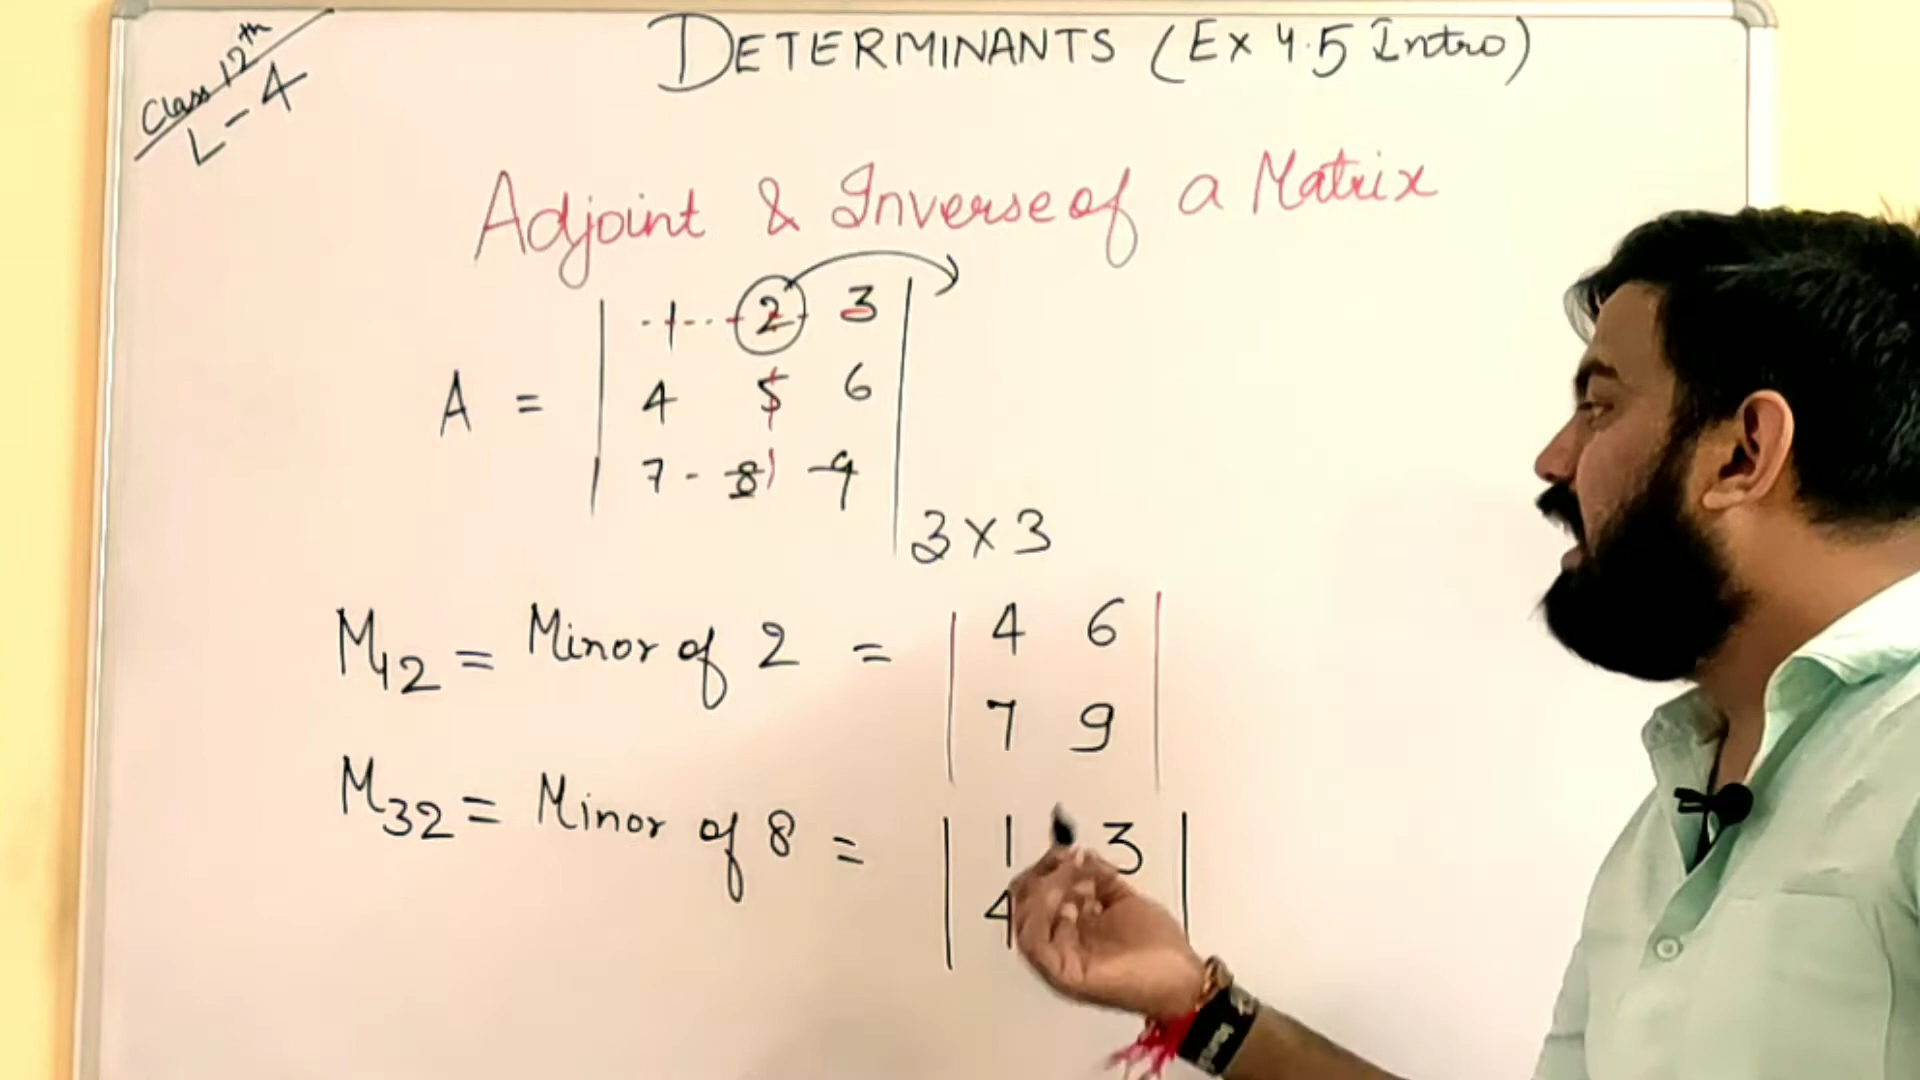 Class 12th
L-4
DETERMINANTS (Ex 4.5 Intro)
Adjoint & Inverse of a Matrix
A = | 1 2 3 |
| 4 5 6 |
| 7 8 9 | 3×3
M12 = Minor of 2 = | 4 6 |
| 7 9 |
M32 = Minor of 8 = | 1 3 |
| 4 |